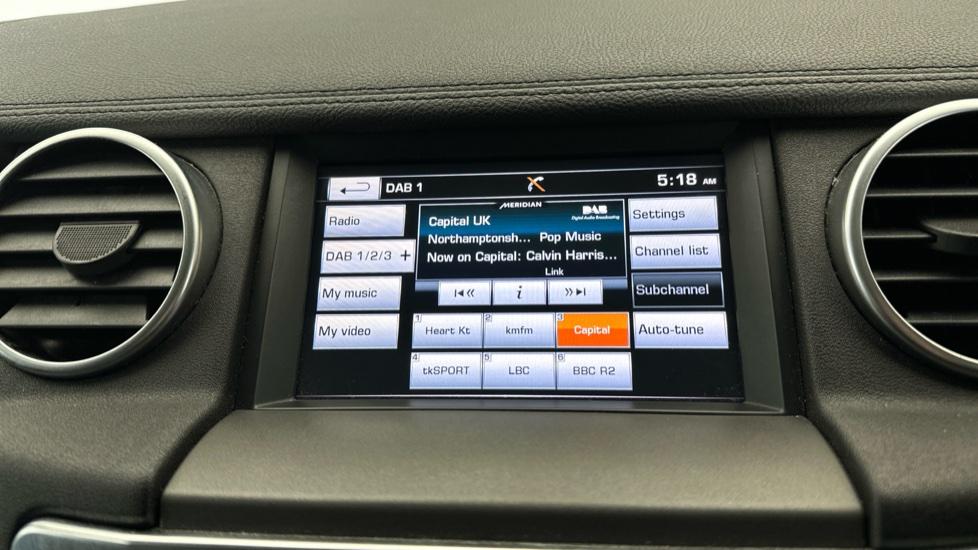 DAB 1
5:18 AM
MERIDIAN
Radio
Capital UK
DAB
Digital Audio Broadcasting
Settings
Northamptonsh... Pop Music
DAB 1/2/3 +
Now on Capital: Calvin Harris...
Channel list
Link
My music
i
Subchannel
My video
1 Heart Kt
2 kmfm
3 Capital
Auto-tune
4 tkSPORT
5 LBC
6 BBC R2